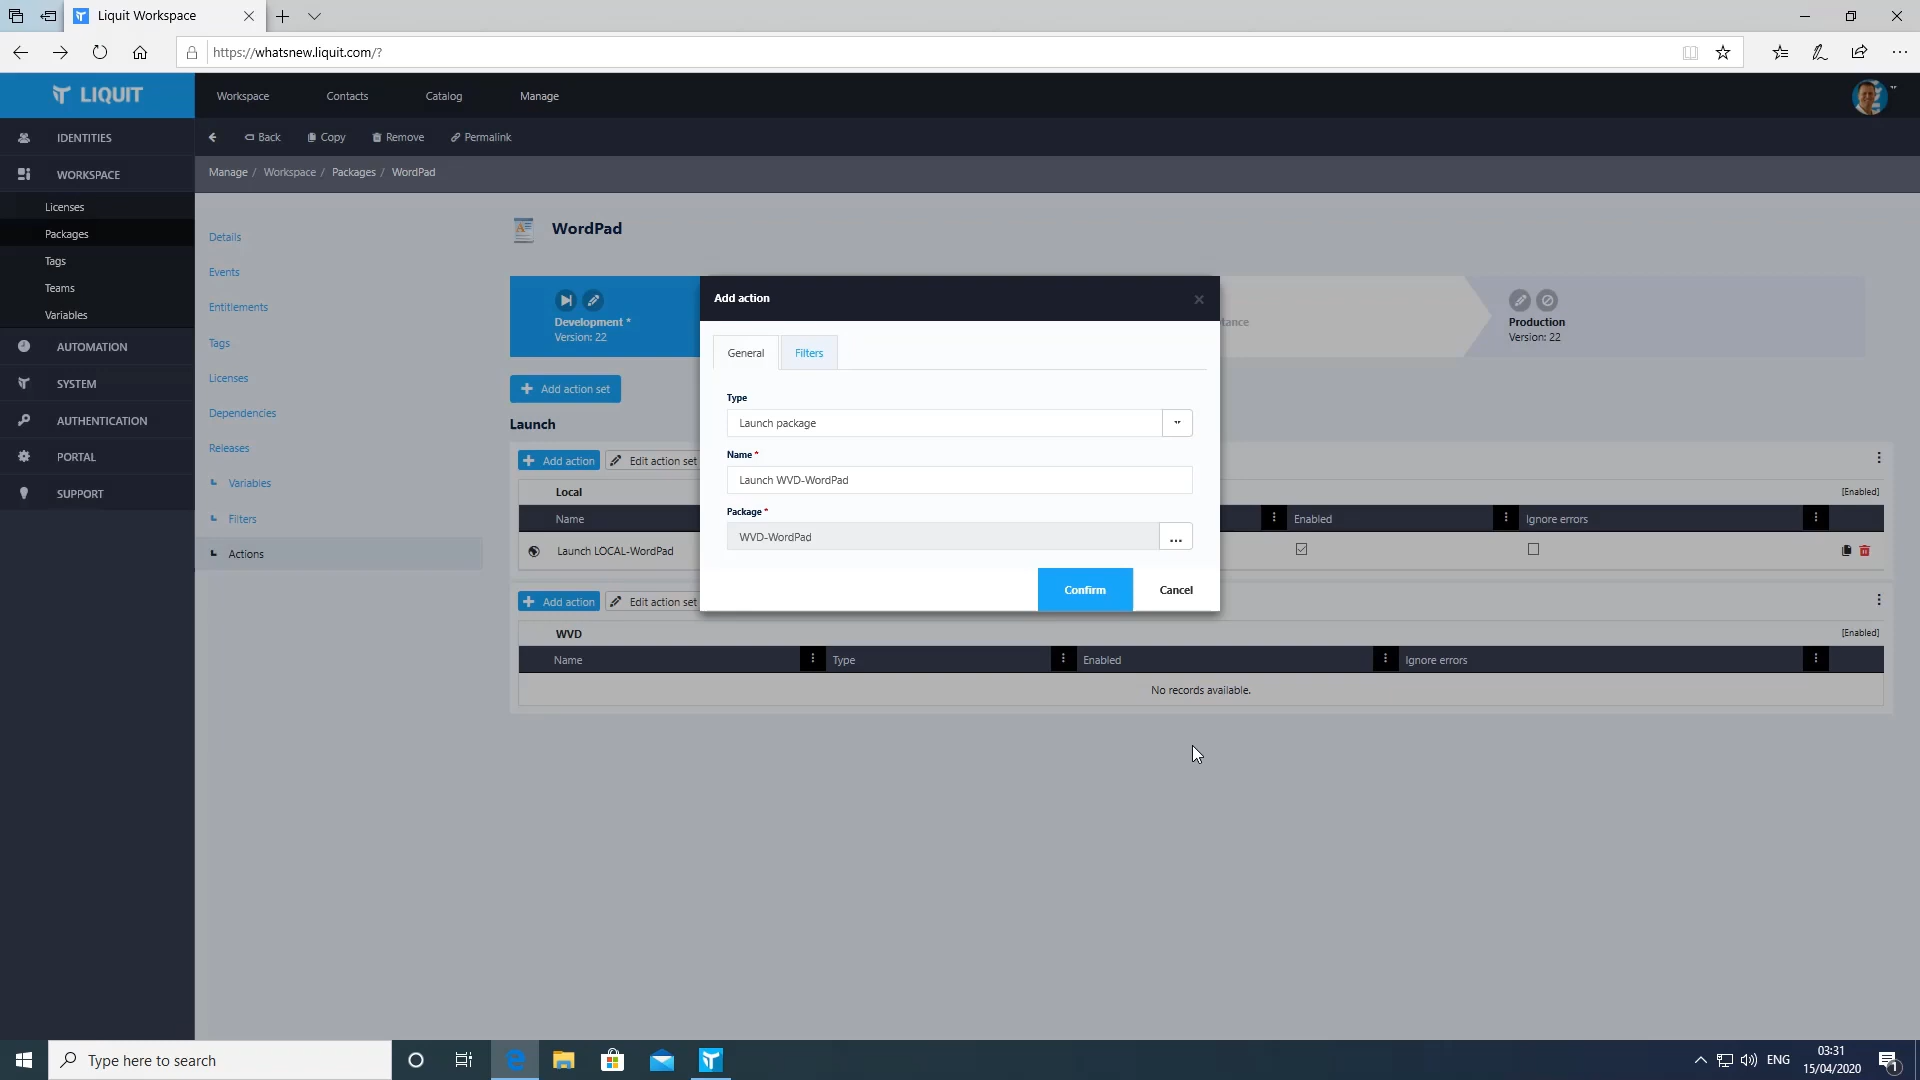 Liquit Workspace
https://whatsnew.liquit.com/?
LIQUIT
Workspace
Contacts
Catalog
Manage
IDENTITIES
WORKSPACE
Licenses
Packages
Tags
Teams
Variables
AUTOMATION
SYSTEM
AUTHENTICATION
PORTAL
SUPPORT
Back
Copy
Remove
Permalink
Manage / Workspace / Packages / WordPad
Details
Events
Entitlements
Tags
Licenses
Dependencies
Releases
Variables
Filters
Actions
WordPad
Development *
Version: 22
tance
Production
Version: 22
Add action set
Launch
Add action
Edit action set
Local
[Enabled]
Name
Enabled
Ignore errors
Launch LOCAL-WordPad
Add action
Edit action set
WVD
[Enabled]
Name
Type
Enabled
Ignore errors
No records available.
Add action
General
Filters
Type
Launch package
Name *
Launch WVD-WordPad
Package *
WVD-WordPad
...
Confirm
Cancel
Type here to search
ENG
03:31
15/04/2020
1